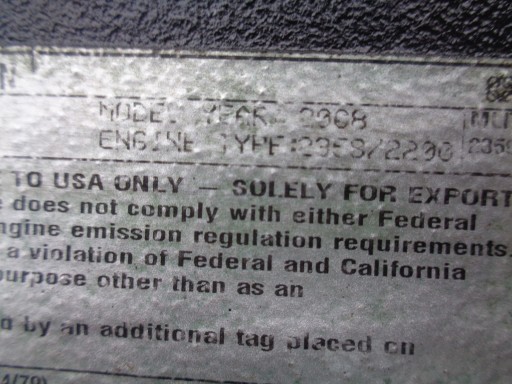 MODEL YEAR: 2008
ENGINE TYPE:
TO USA ONLY — SOLELY FOR EXPORT
does not comply with either Federal
ngine emission regulation requirements.
a violation of Federal and California
urpose other than as an
by an additional tag placed on